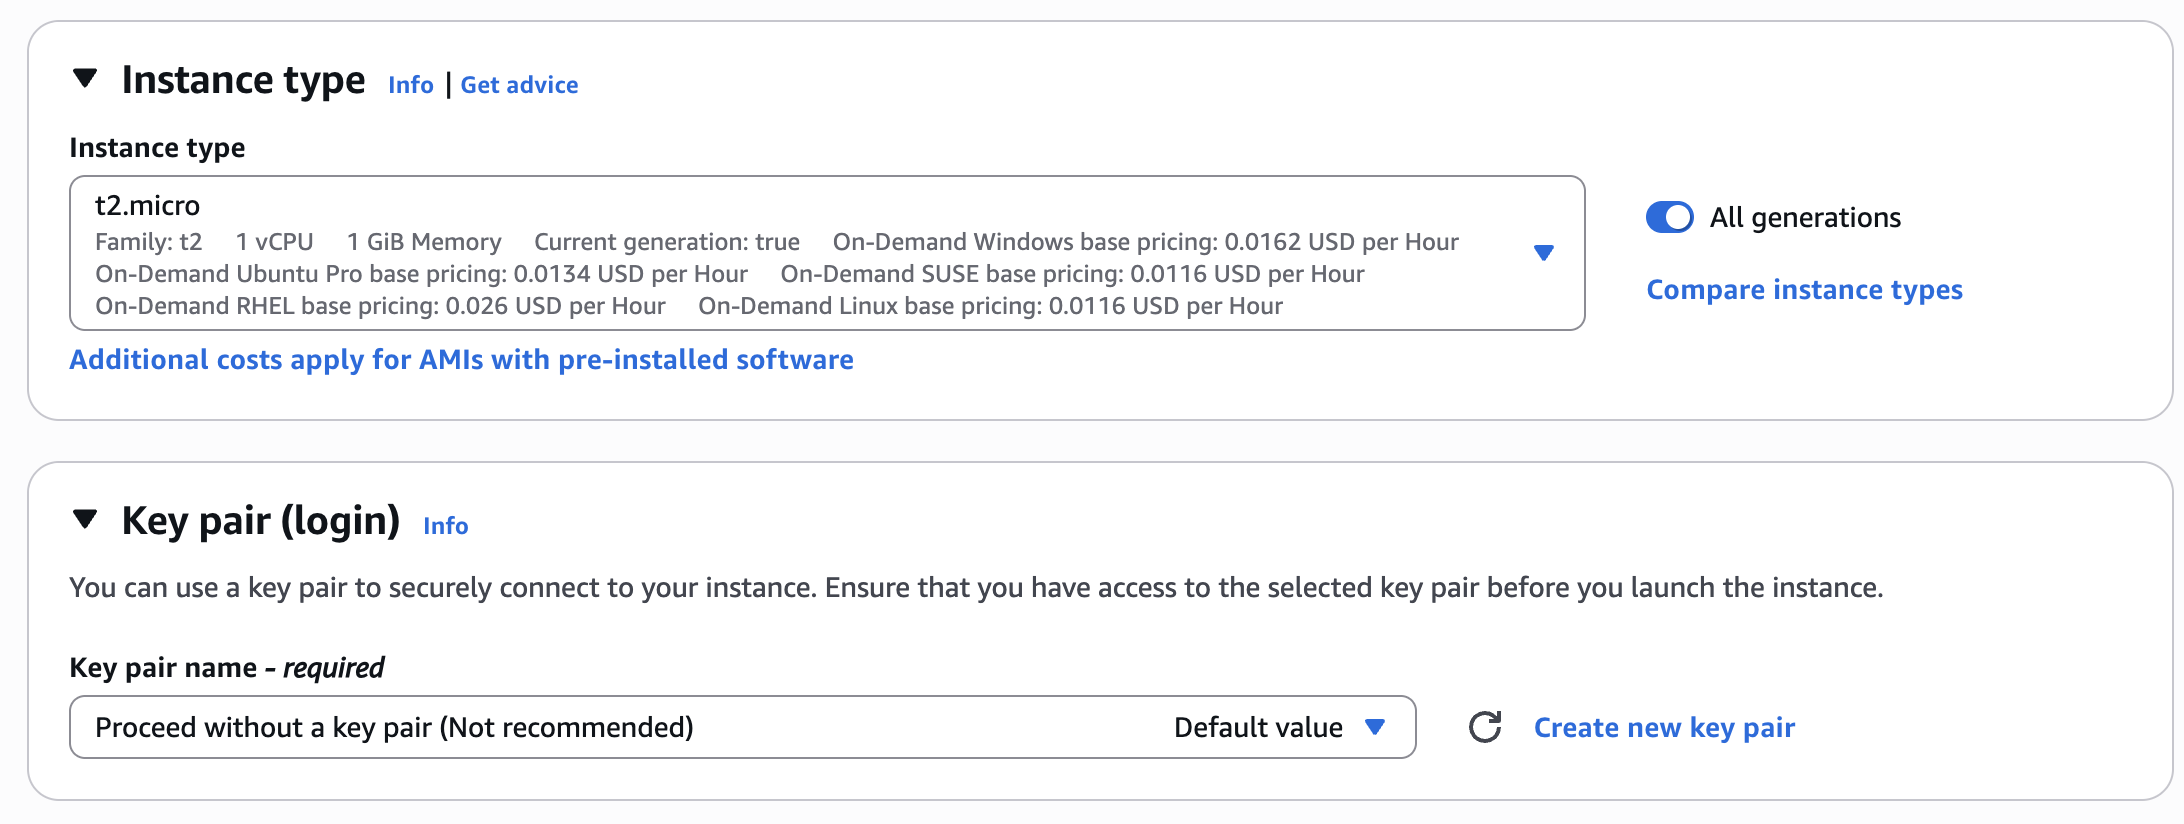 Instance type Info | Get advice
Instance type
t2.micro
Family: t2 1 vCPU 1 GiB Memory Current generation: true On-Demand Windows base pricing: 0.0162 USD per Hour
On-Demand Ubuntu Pro base pricing: 0.0134 USD per Hour On-Demand SUSE base pricing: 0.0116 USD per Hour
On-Demand RHEL base pricing: 0.026 USD per Hour On-Demand Linux base pricing: 0.0116 USD per Hour
All generations
Compare instance types
Additional costs apply for AMIs with pre-installed software
Key pair (login) Info
You can use a key pair to securely connect to your instance. Ensure that you have access to the selected key pair before you launch the instance.
Key pair name - required
Proceed without a key pair (Not recommended) Default value Create new key pair